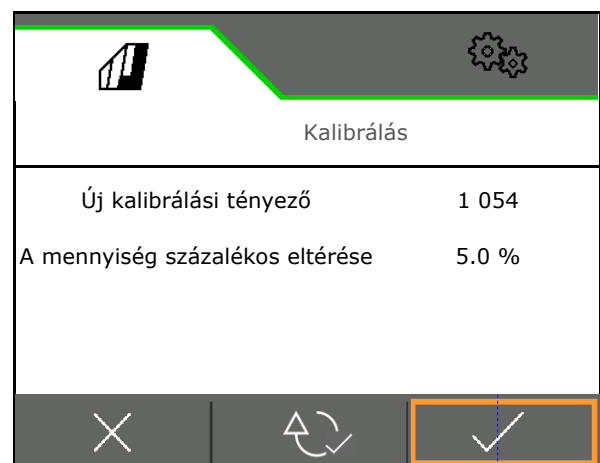 Kalibrálás
Új kalibrálási tényező 1 054
A mennyiség százalékos eltérése 5.0 %